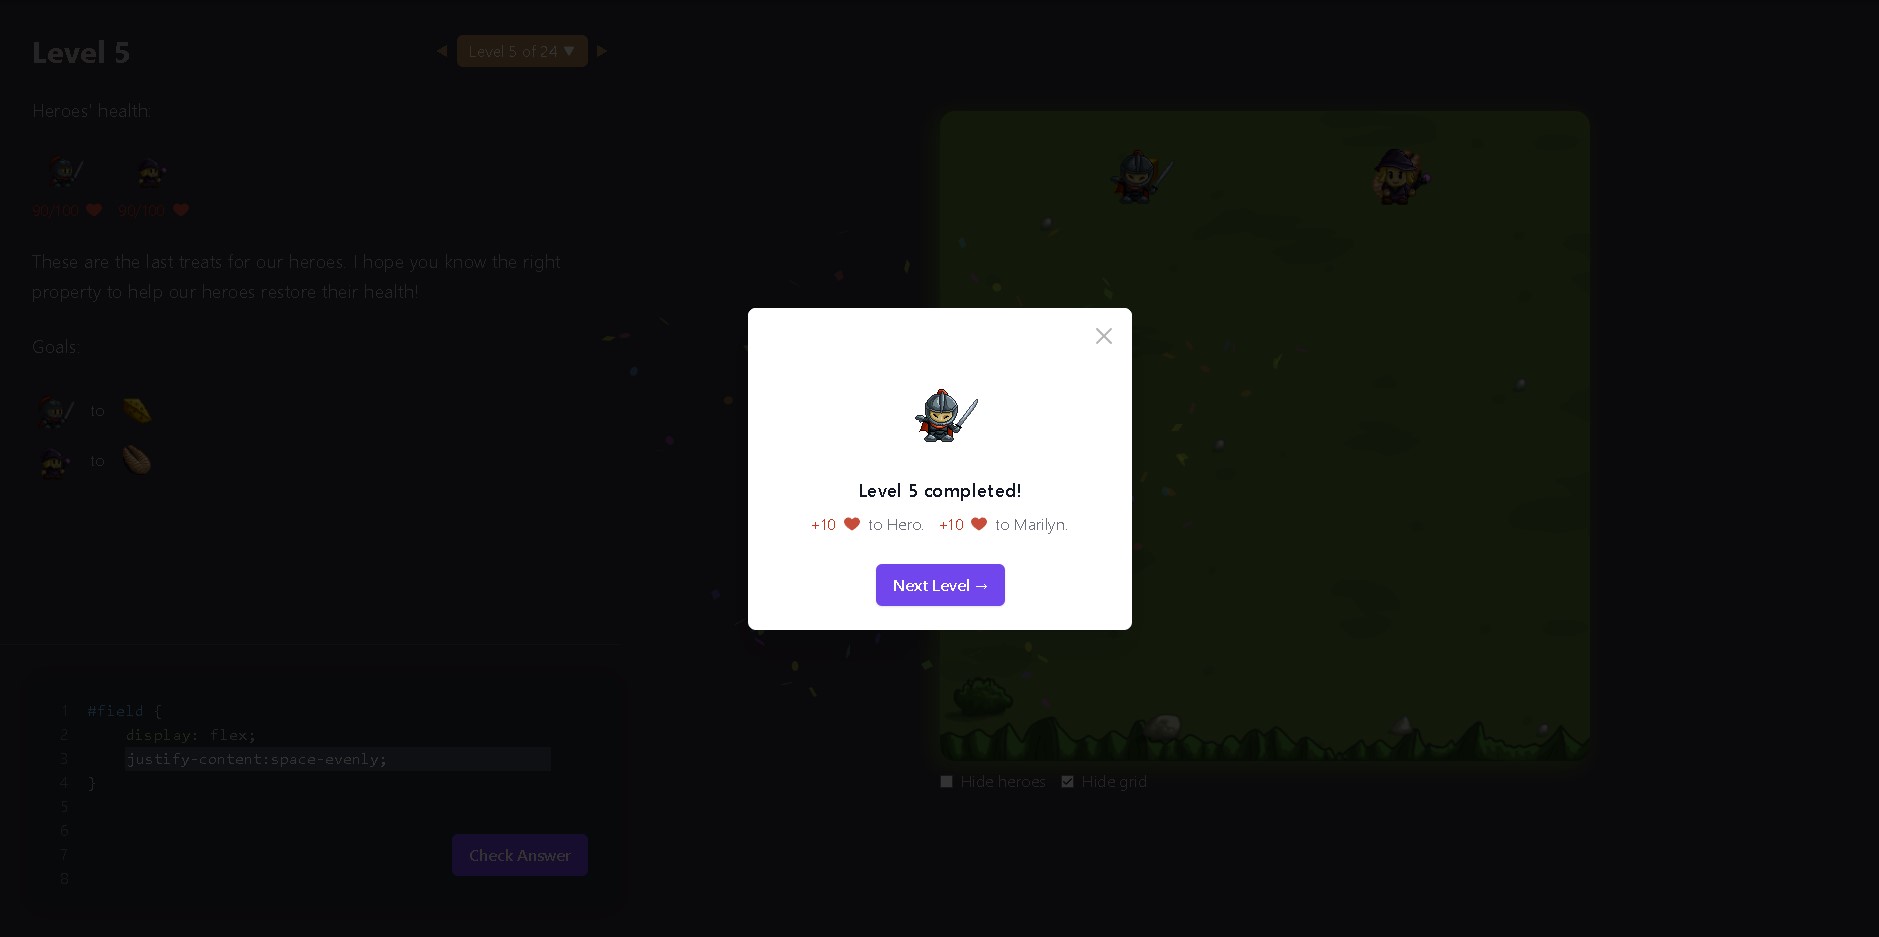 Level 5
Level 5 of 24 ▼
Heroes' health:
90/100 90/100
These are the last treats for our heroes. I hope you know the right
property to help our heroes restore their health!
Goals:
to
to
Level 5 completed!
+10 to Hero. +10 to Marilyn.
Next Level →
1 #field {
2 display: flex;
3 justify-content:space-evenly;
4 }
5
6
7
8
Check Answer
Hide heroes Hide grid